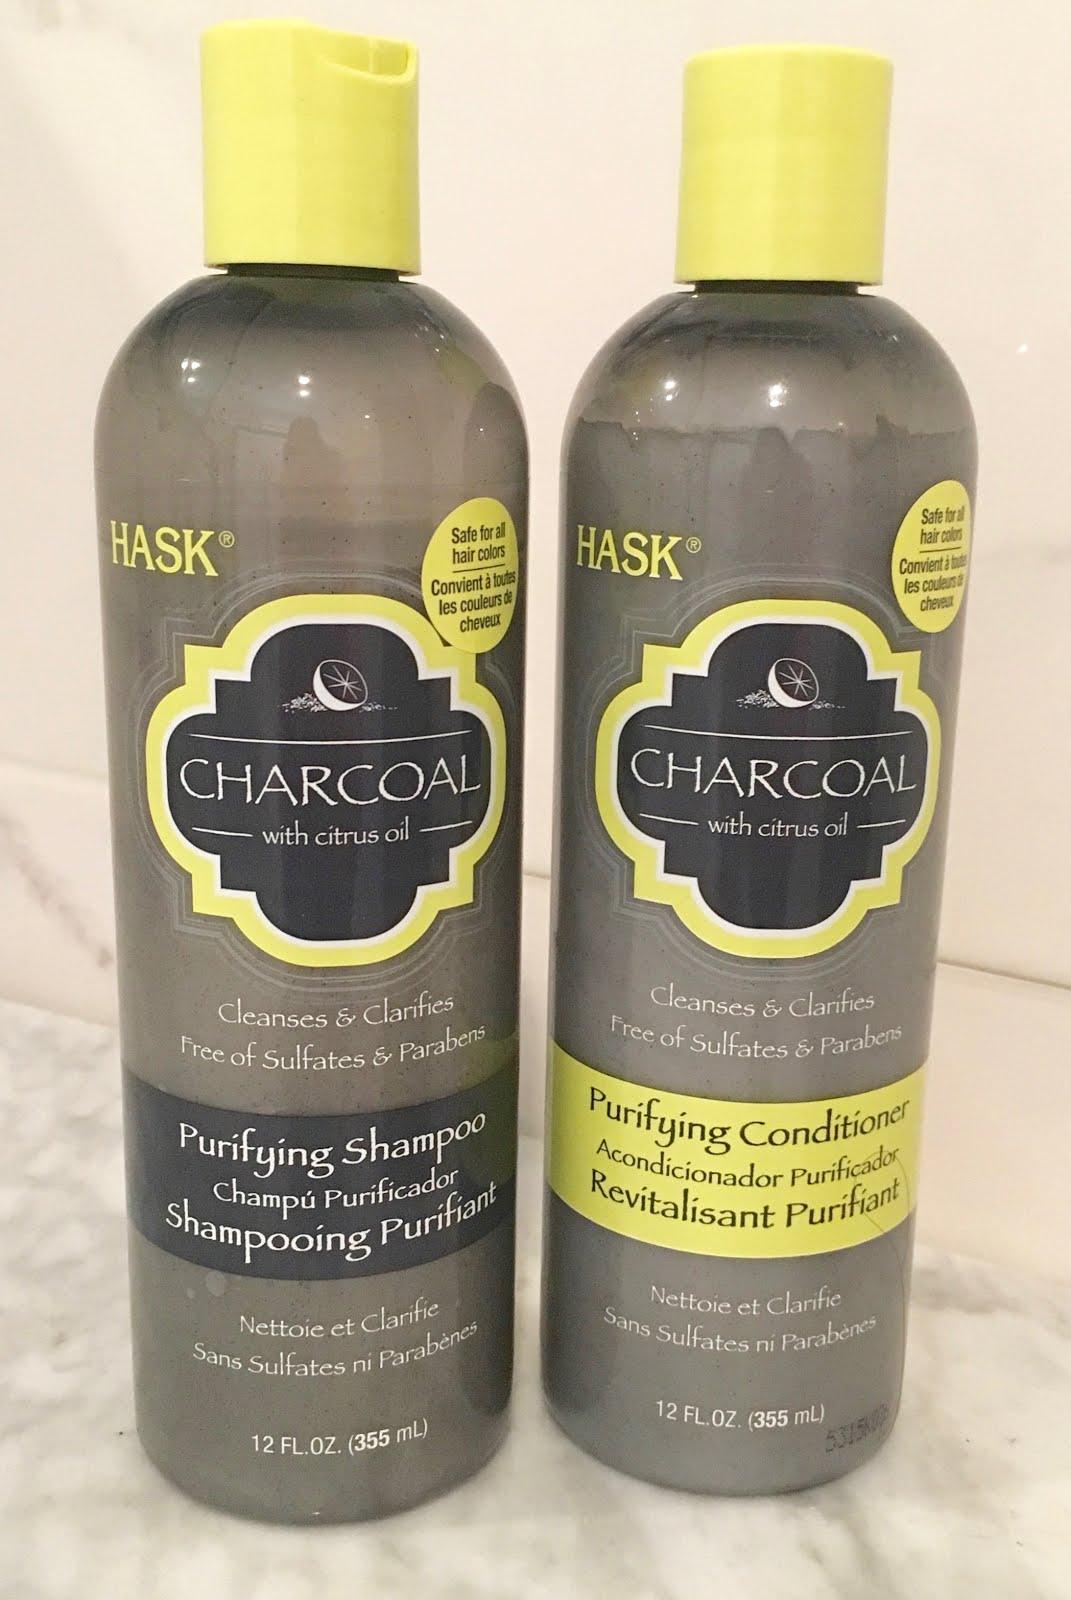 HASK®
Safe for all
hair colors
Convient à toutes
les couleurs de
cheveux
CHARCOAL
with citrus oil
Cleanses & Clarifies
Free of Sulfates & Parabens
Purifying Shampoo
Champú Purificador
Shampooing Purifiant
Nettoie et Clarifie
Sans Sulfates ni Parabènes
12 FL.OZ. (355 mL)
HASK®
Safe for all
hair colors
Convient à toutes
les couleurs de
cheveux
CHARCOAL
with citrus oil
Cleanses & Clarifies
Free of Sulfates & Parabens
Purifying Conditioner
Acondicionador Purificador
Revitalisant Purifiant
Nettoie et Clarifie
Sans Sulfates ni Parabènes
12 FL.OZ. (355 mL)